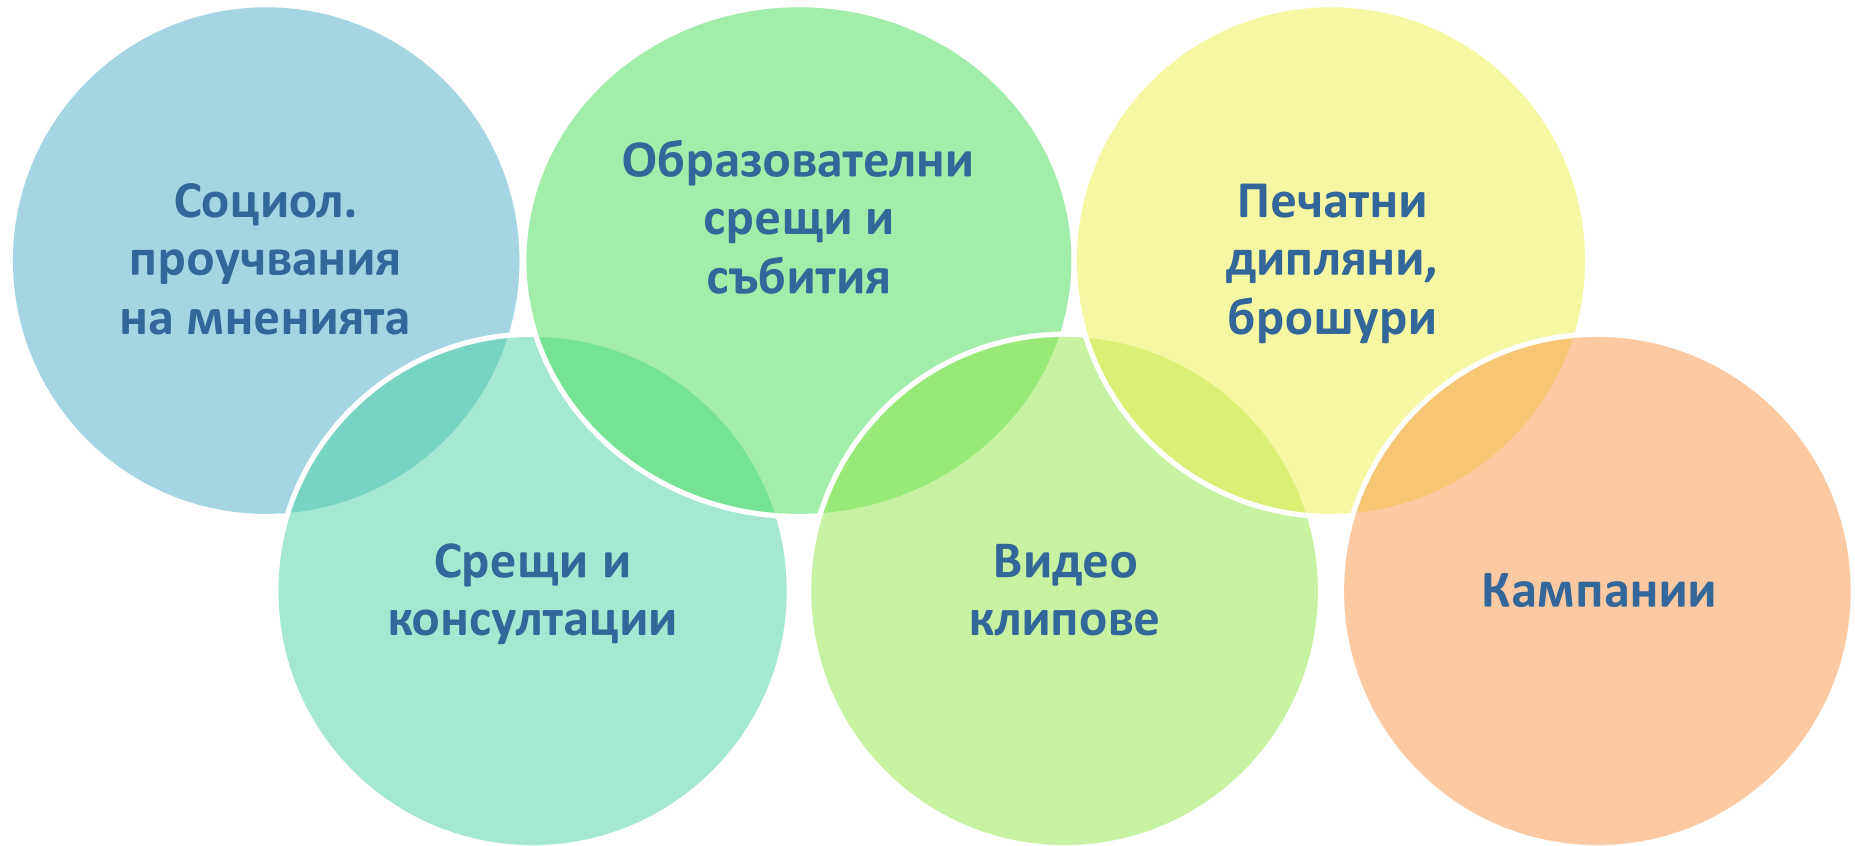 Социол.
проучвания
на мненията
Образователни
срещи и
събития
Печатни
дипляни,
брошури
Срещи и
консултации
Видео
клипове
Кампании